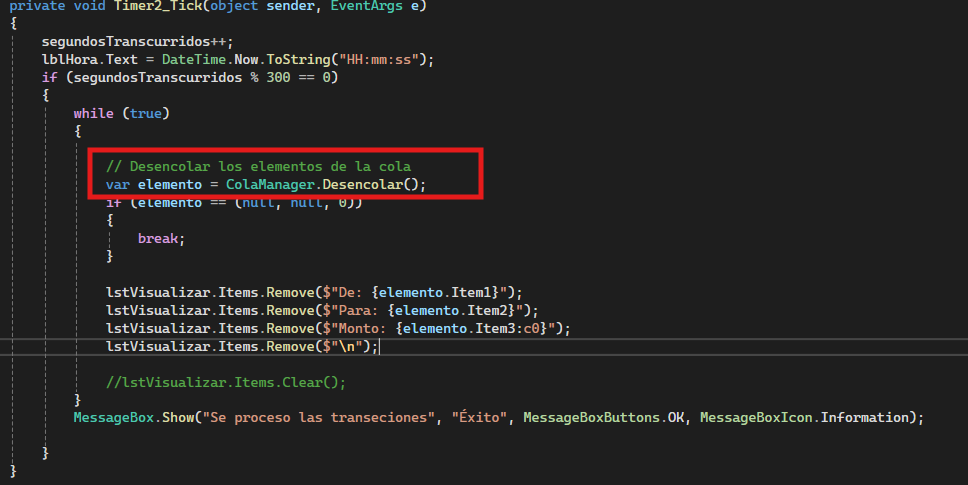 private void Timer2_Tick(object sender, EventArgs e)
{
segundosTranscurridos++;
lblHora.Text = DateTime.Now.ToString("HH:mm:ss");
if (segundosTranscurridos % 300 == 0)
{
while (true)
{
// Desencolar los elementos de la cola
var elemento = ColaManager.Desencolar();
if (elemento == (null, null, 0))
{
break;
}
lstVisualizar.Items.Remove($"De: {elemento.Item1}");
lstVisualizar.Items.Remove($"Para: {elemento.Item2}");
lstVisualizar.Items.Remove($"Monto: {elemento.Item3:c0}");
lstVisualizar.Items.Remove($"\n");
//lstVisualizar.Items.Clear();
}
MessageBox.Show("Se proceso las transeciones", "Éxito", MessageBoxButtons.OK, MessageBoxIcon.Information);
}
}